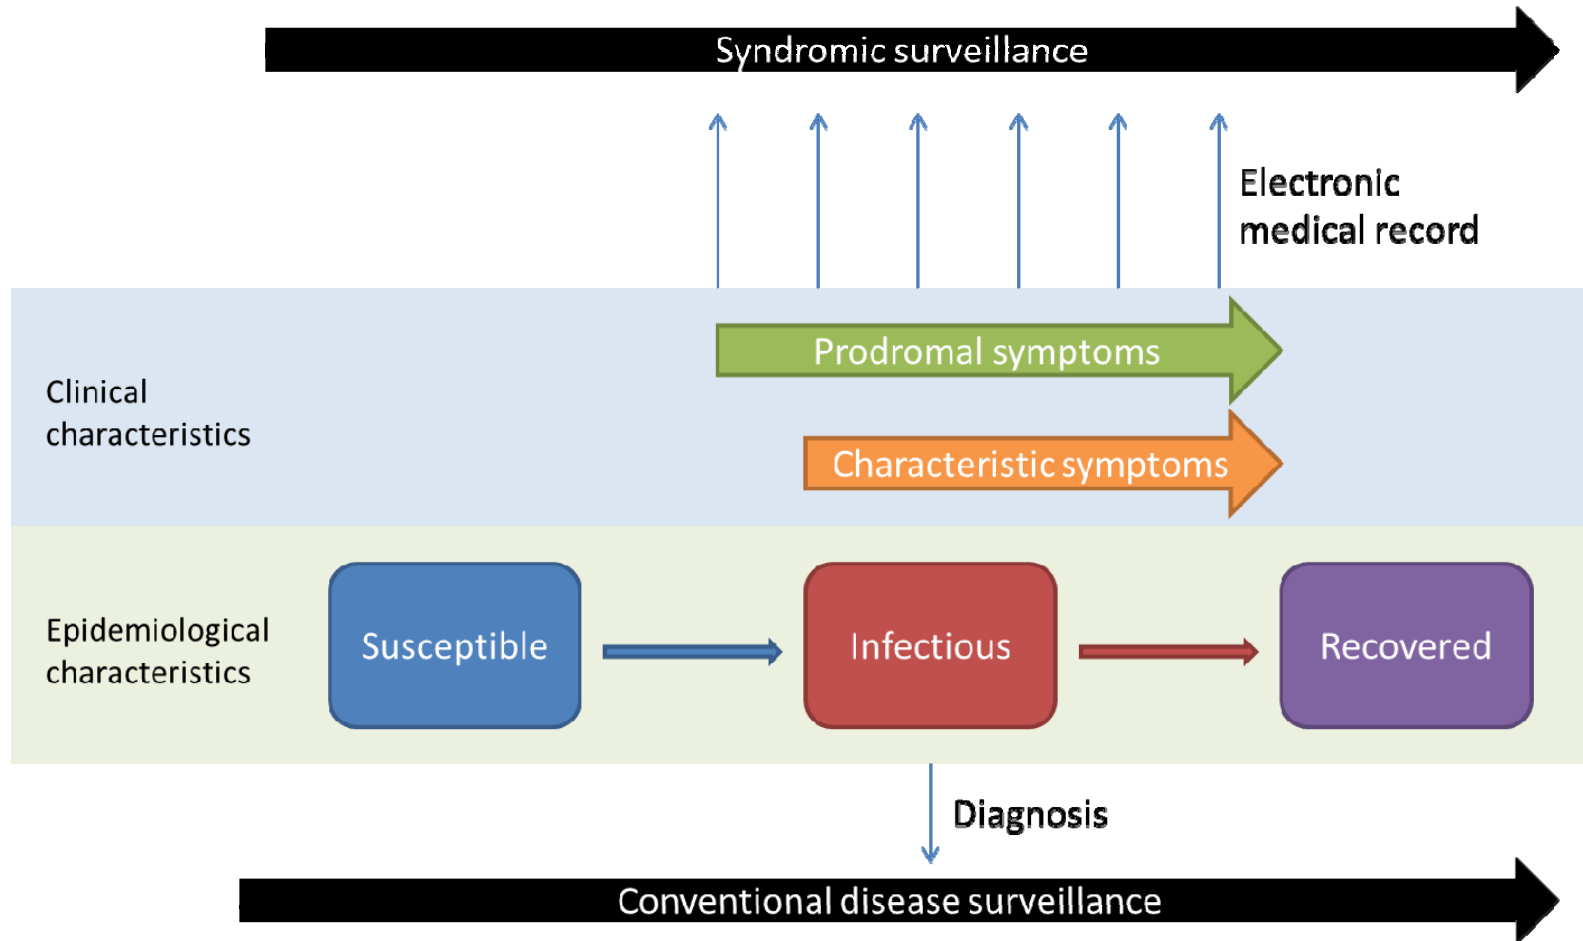 Syndromic surveillance
Electronic
medical record
Prodromal symptoms
Clinical
characteristics
Characteristic symptoms
Epidemiological
characteristics
Susceptible
Infectious
Recovered
Diagnosis
Conventional disease surveillance